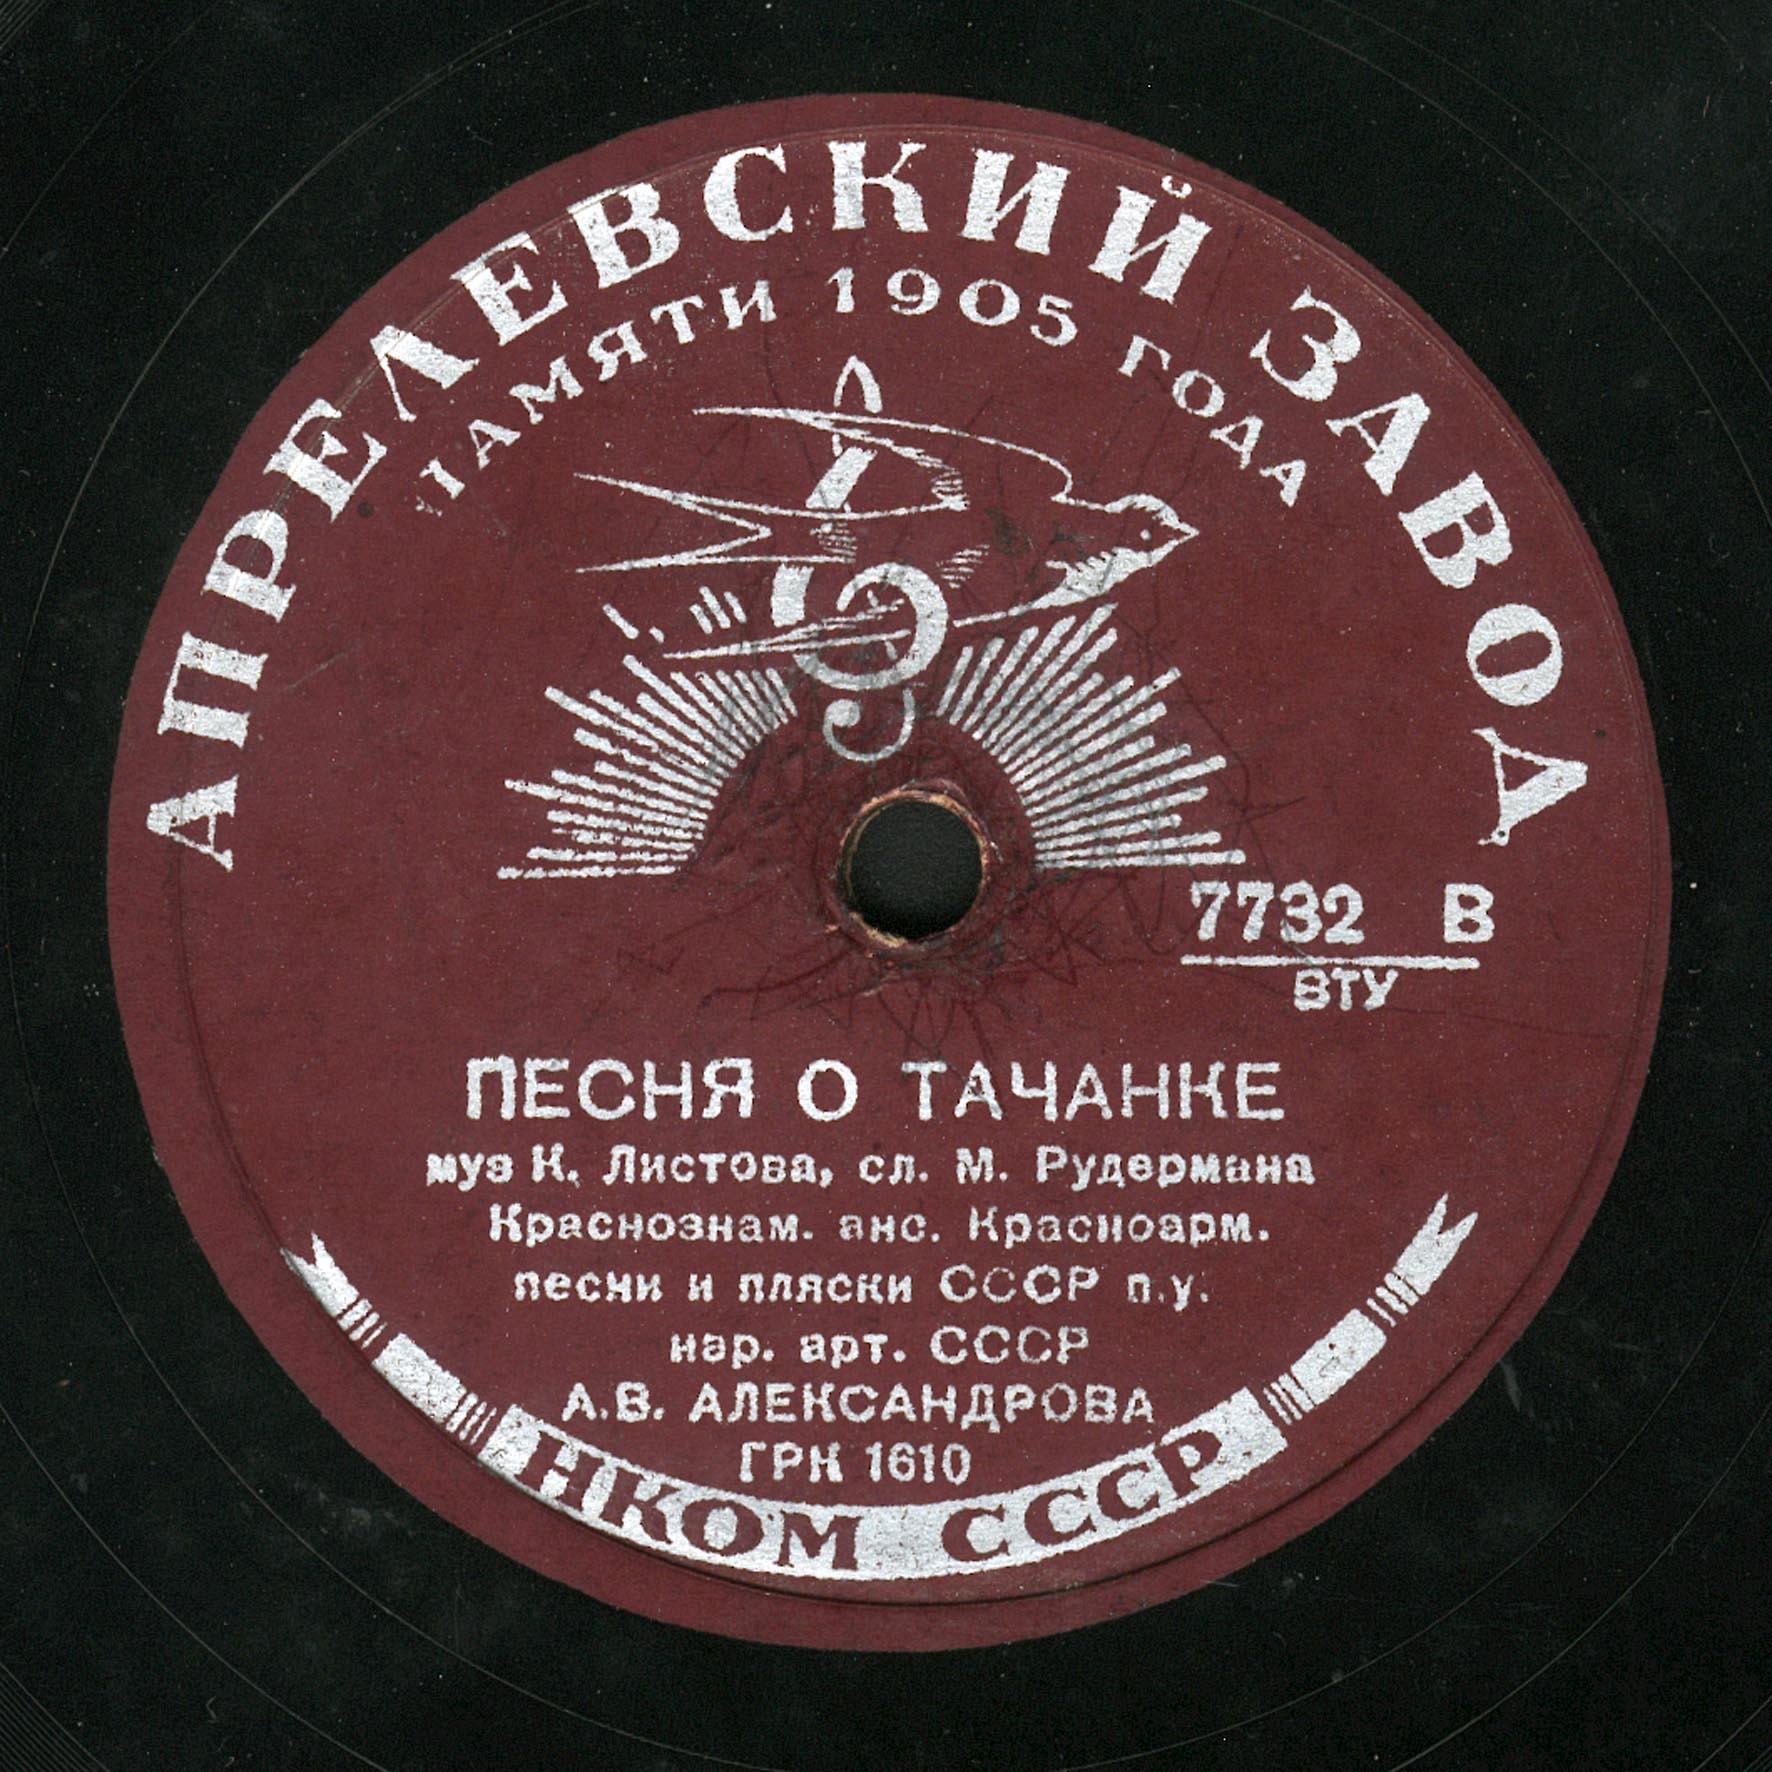 АПРЕЛЕВСКИЙ ЗАВОД
ПАМЯТИ 1905 ГОДА
7732 В
ВТУ
ПЕСНЯ О ТАЧАНКЕ
муз К. Листова, сл. М. Рудермана
Краснознам. анс. Красноарм.
песни и пляски СССР п.у.
нар. арт. СССР
А.В. АЛЕКСАНДРОВА
ГРК 1610
НКОМ СССР